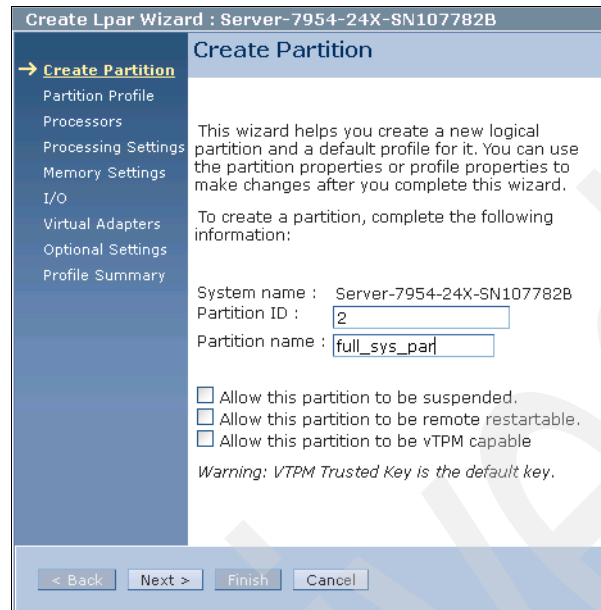 Create Lpar Wizard : Server-7954-24X-SN107782B
Create Partition
Partition Profile
Processors
Processing Settings
Memory Settings
I/O
Virtual Adapters
Optional Settings
Profile Summary
Create Partition
This wizard helps you create a new logical
partition and a default profile for it. You can use
the partition properties or profile properties to
make changes after you complete this wizard.
To create a partition, complete the following
information:
System name : Server-7954-24X-SN107782B
Partition ID : 2
Partition name : full_sys_par
Allow this partition to be suspended.
Allow this partition to be remote restartable.
Allow this partition to be vTPM capable
Warning: VTPM Trusted Key is the default key.
< Back Next > Finish Cancel